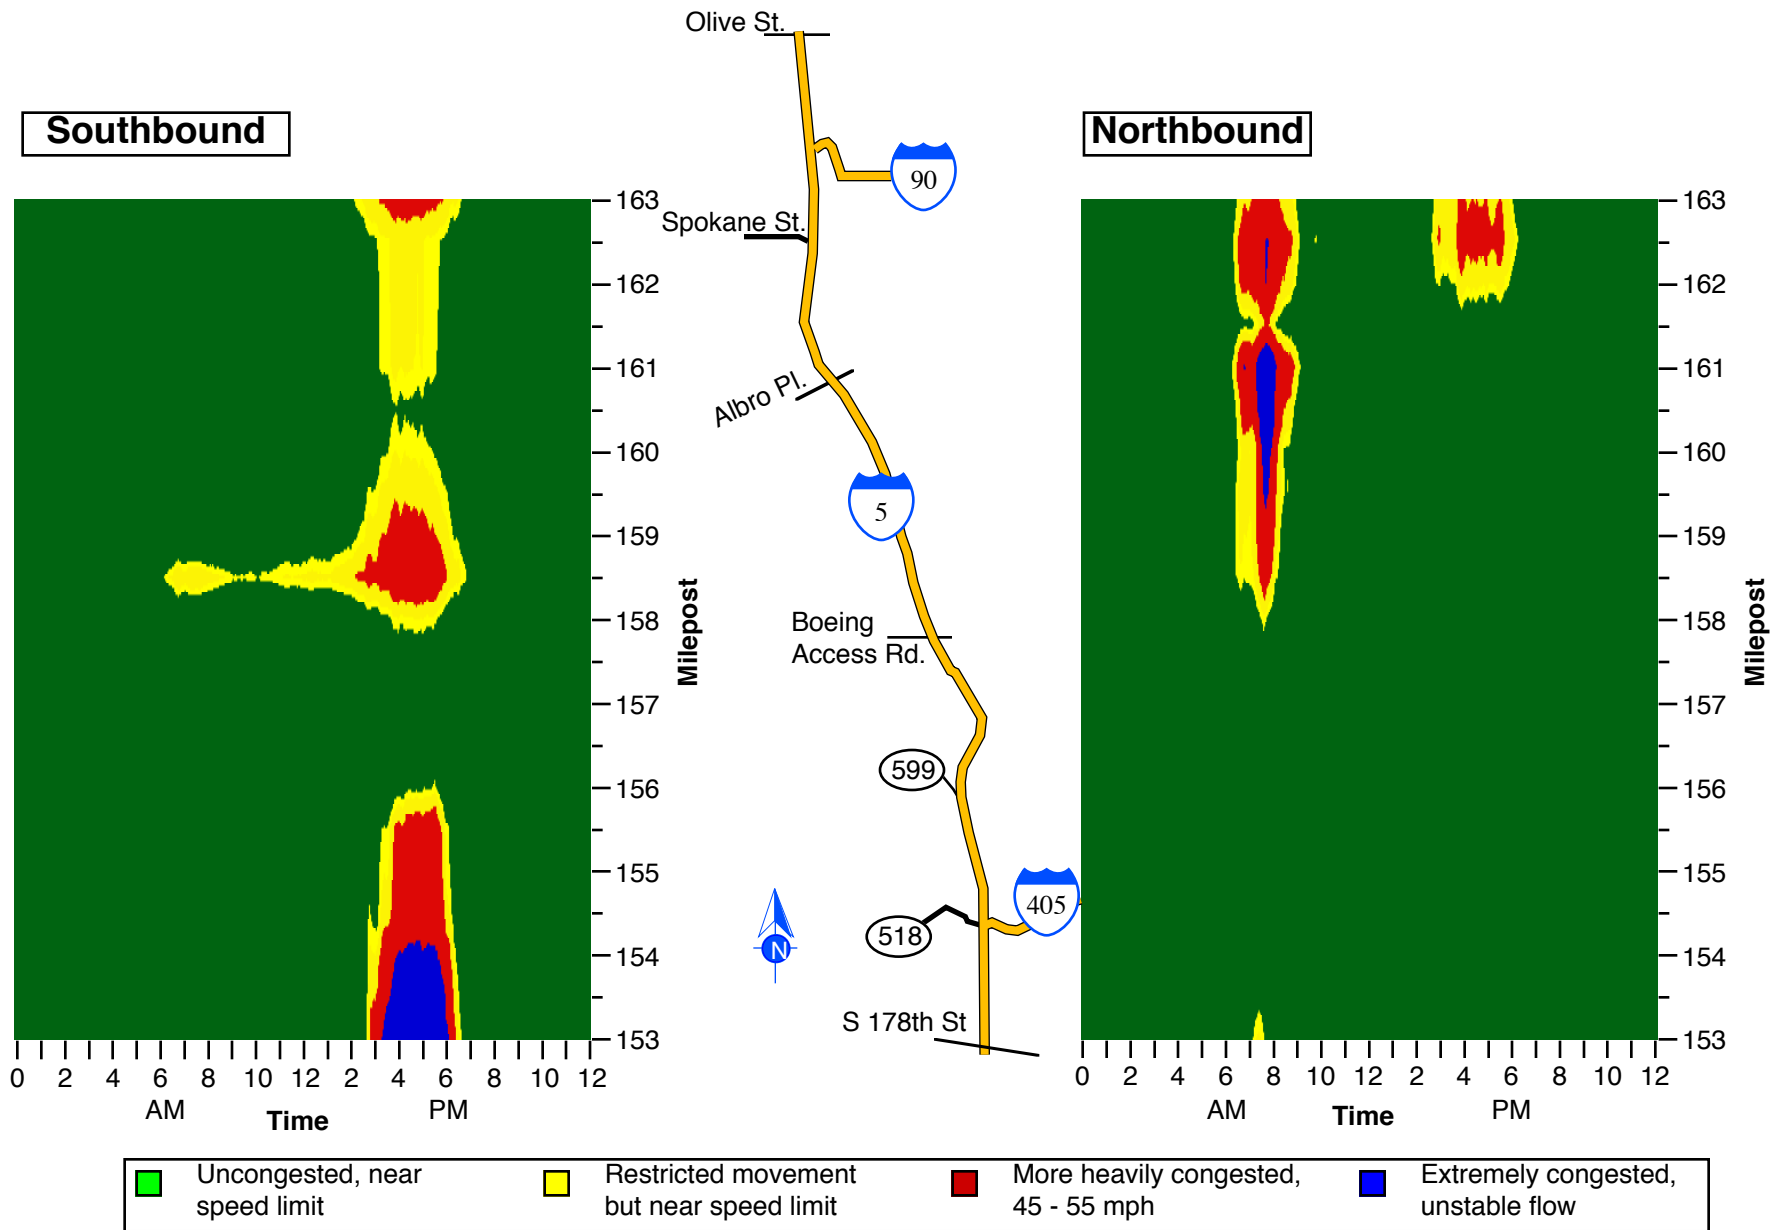 Olive St.
Southbound
Northbound
90
Spokane St.
Albro Pl.
5
Boeing
Access Rd.
599
405
518
N
S 178th St
163
162
161
160
159
158
157
156
155
154
153
Milepost
0 2 4 6 8 10 12 2 4 6 8 10 12
AM PM
Time
163
162
161
160
159
158
157
156
155
154
153
Milepost
0 2 4 6 8 10 12 2 4 6 8 10 12
AM PM
Time
Uncongested, near
speed limit
Restricted movement
but near speed limit
More heavily congested,
45 - 55 mph
Extremely congested,
unstable flow